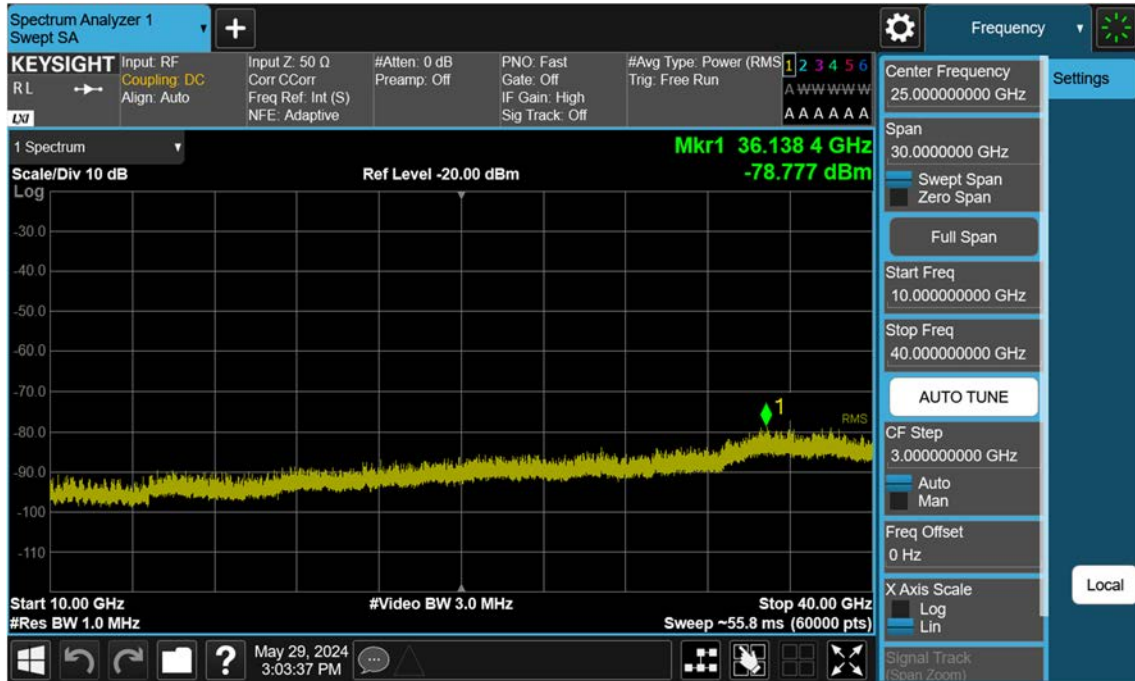 Spectrum Analyzer 1
Swept SA
Frequency
KEYSIGHT
RL
LXI
Input: RF
Coupling: DC
Align: Auto
Input Z: 50 Ω
Corr CCorr
Freq Ref: Int (S)
NFE: Adaptive
#Atten: 0 dB
Preamp: Off
PNO: Fast
Gate: Off
IF Gain: High
Sig Track: Off
#Avg Type: Power (RMS
Trig: Free Run
1 2 3 4 5 6
A W W W W W
A A A A A A
1 Spectrum
Scale/Div 10 dB
Log
Ref Level -20.00 dBm
Mkr1 36.138 4 GHz
-78.777 dBm
-30.0
-40.0
-50.0
-60.0
-70.0
-80.0
-90.0
-100
-110
1
RMS
Start 10.00 GHz
#Res BW 1.0 MHz
#Video BW 3.0 MHz
Stop 40.00 GHz
Sweep ~55.8 ms (60000 pts)
Center Frequency
25.000000000 GHz
Settings
Span
30.0000000 GHz
Swept Span
Zero Span
Full Span
Start Freq
10.000000000 GHz
Stop Freq
40.000000000 GHz
AUTO TUNE
CF Step
3.000000000 GHz
Auto
Man
Freq Offset
0 Hz
X Axis Scale
Log
Lin
Local
Signal Track
(Span Zoom)
?
May 29, 2024
3:03:37 PM